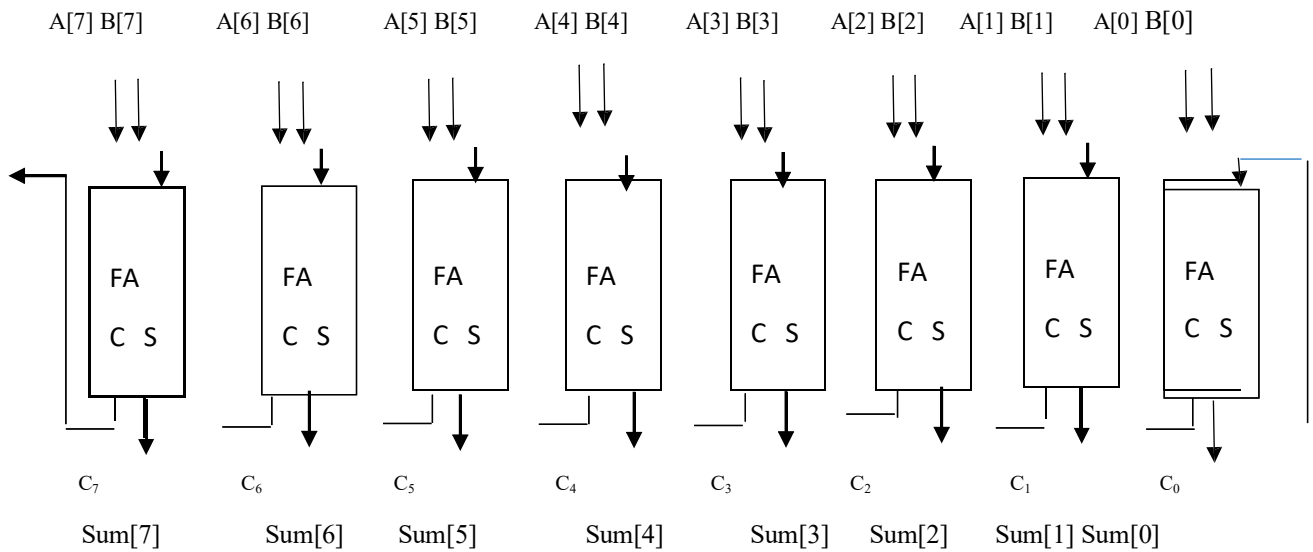 A[7] B[7] A[6] B[6] A[5] B[5] A[4] B[4] A[3] B[3] A[2] B[2] A[1] B[1] A[0] B[0]
FA FA FA FA FA FA FA FA
C S C S C S C S C S C S C S C S
C₇ C₆ C₅ C₄ C₃ C₂ C₁ C₀
Sum[7] Sum[6] Sum[5] Sum[4] Sum[3] Sum[2] Sum[1] Sum[0]